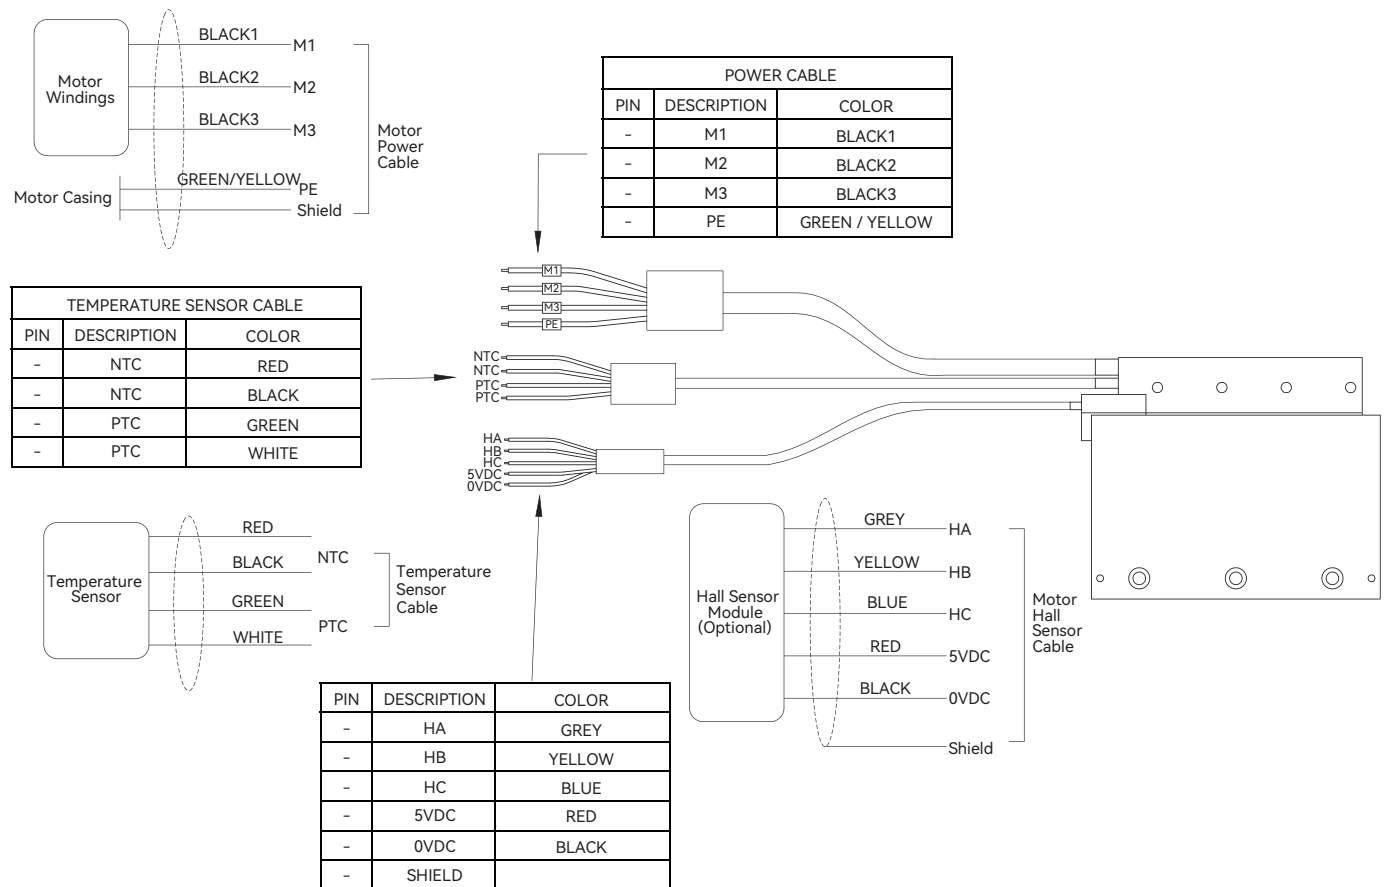 BLACK1
M1
BLACK2
M2
BLACK3
M3
Motor
Windings
GREEN/YELLOW
PE
Motor Casing
Shield
Motor
Power
Cable
POWER CABLE
PIN DESCRIPTION COLOR
- M1 BLACK1
- M2 BLACK2
- M3 BLACK3
- PE GREEN / YELLOW
M1
M2
M3
PE
TEMPERATURE SENSOR CABLE
PIN DESCRIPTION COLOR
- NTC RED
- NTC BLACK
- PTC GREEN
- PTC WHITE
NTC
NTC
PTC
PTC
HA
HB
HC
5VDC
0VDC
Temperature
Sensor
RED
BLACK
NTC
GREEN
PTC
WHITE
Temperature
Sensor
Cable
Hall Sensor
Module
(Optional)
GREY
HA
YELLOW
HB
BLUE
HC
RED
5VDC
BLACK
0VDC
Shield
Motor
Hall
Sensor
Cable
PIN DESCRIPTION COLOR
- HA GREY
- HB YELLOW
- HC BLUE
- 5VDC RED
- 0VDC BLACK
- SHIELD